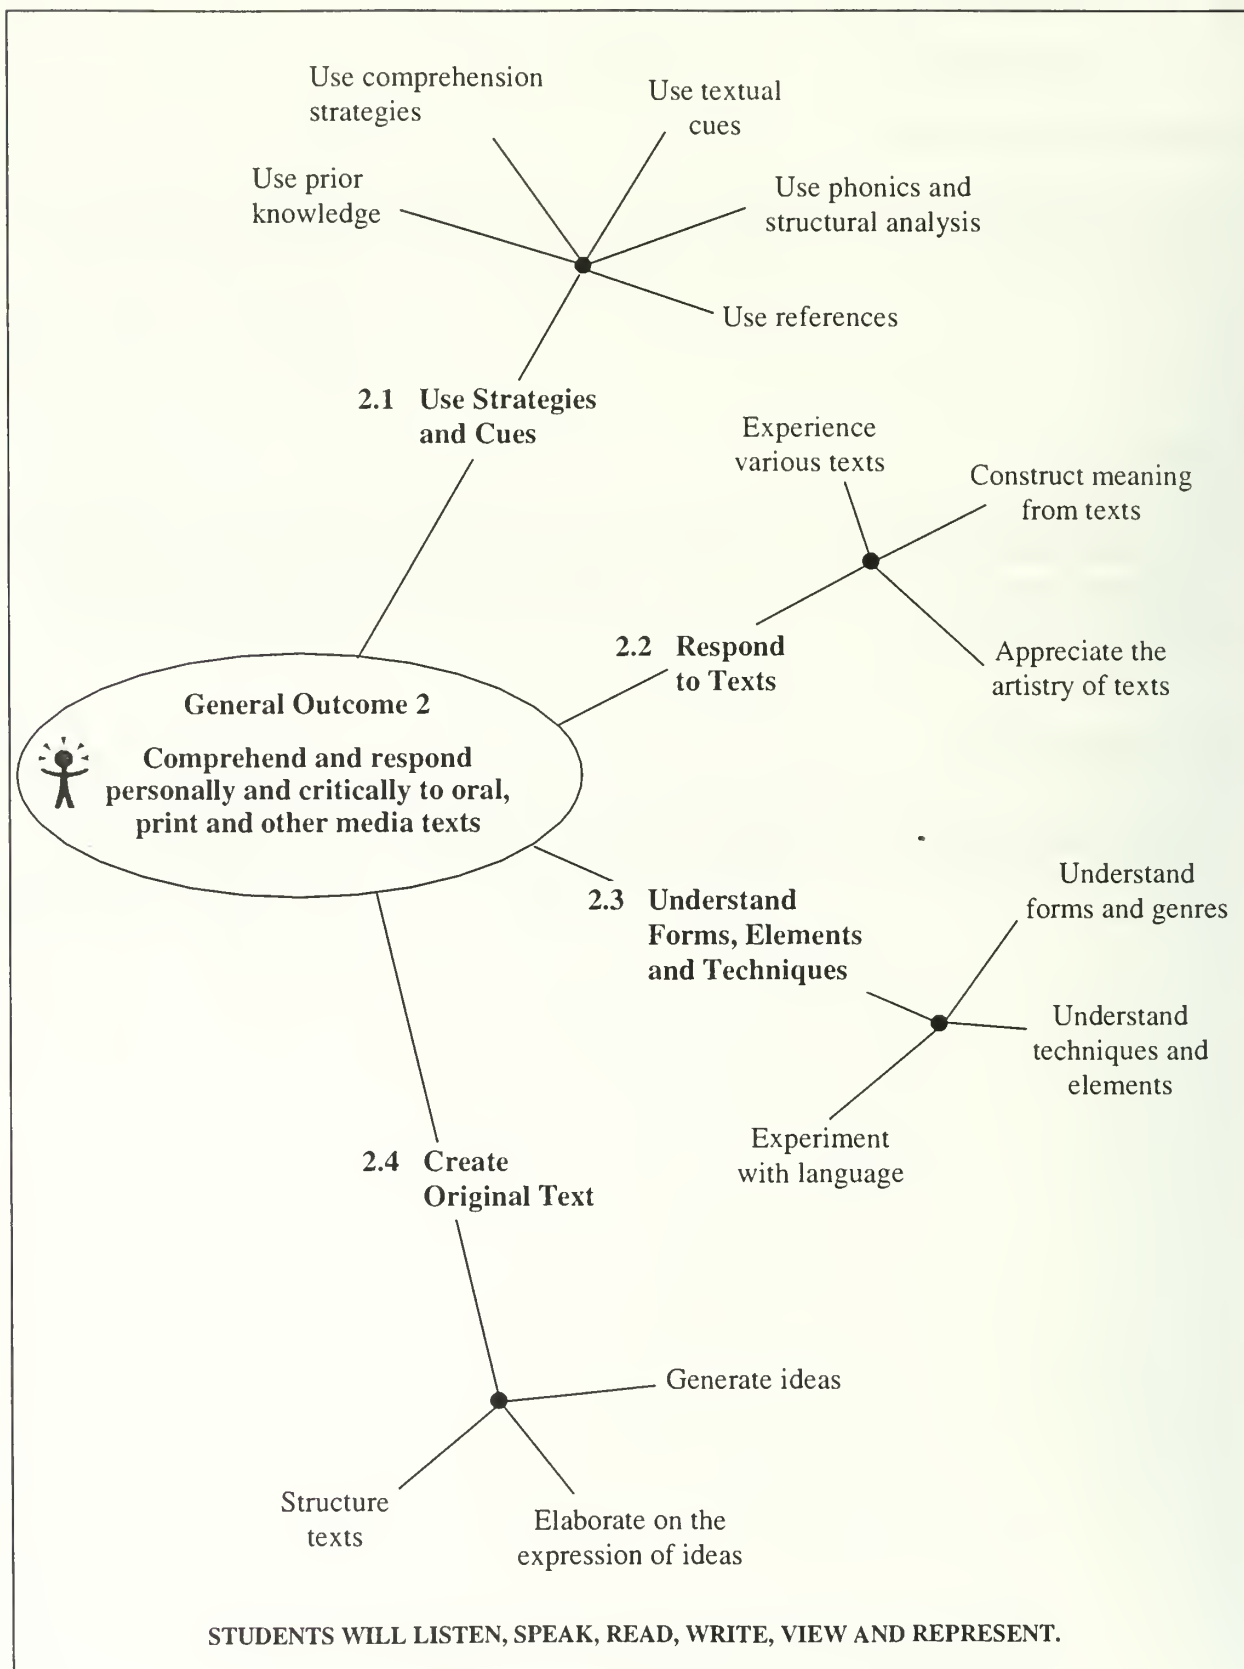 Use comprehension
strategies
Use textual
cues
Use prior
knowledge
Use phonics and
structural analysis
Use references
2.1 Use Strategies
and Cues
Experience
various texts
Construct meaning
from texts
2.2 Respond
to Texts
Appreciate the
artistry of texts
General Outcome 2
Comprehend and respond
personally and critically to oral,
print and other media texts
2.3 Understand
Forms, Elements
and Techniques
Understand
forms and genres
Understand
techniques and
elements
Experiment
with language
2.4 Create
Original Text
Generate ideas
Structure
texts
Elaborate on the
expression of ideas
STUDENTS WILL LISTEN, SPEAK, READ, WRITE, VIEW AND REPRESENT.